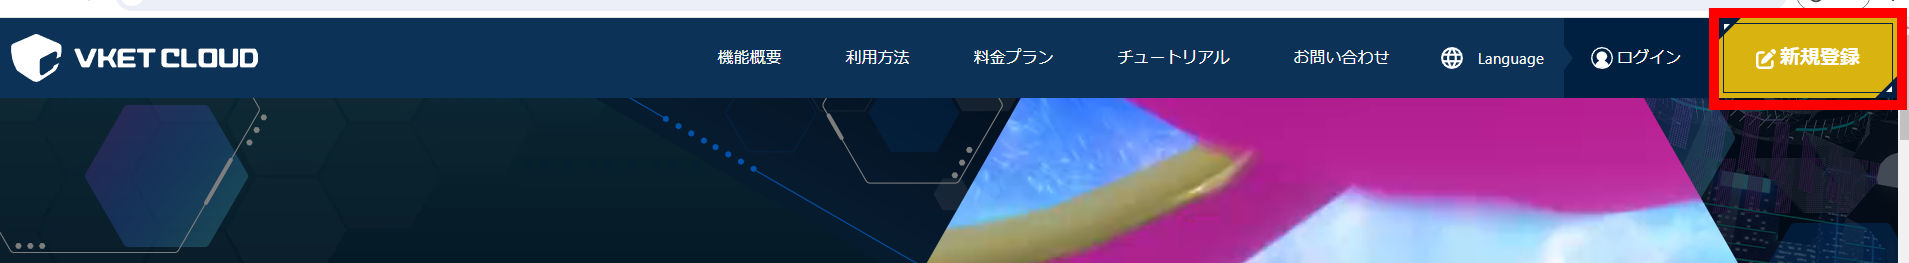 VKET CLOUD
機能概要
利用方法
料金プラン
チュートリアル
お問い合わせ
Language
ログイン
新規登録